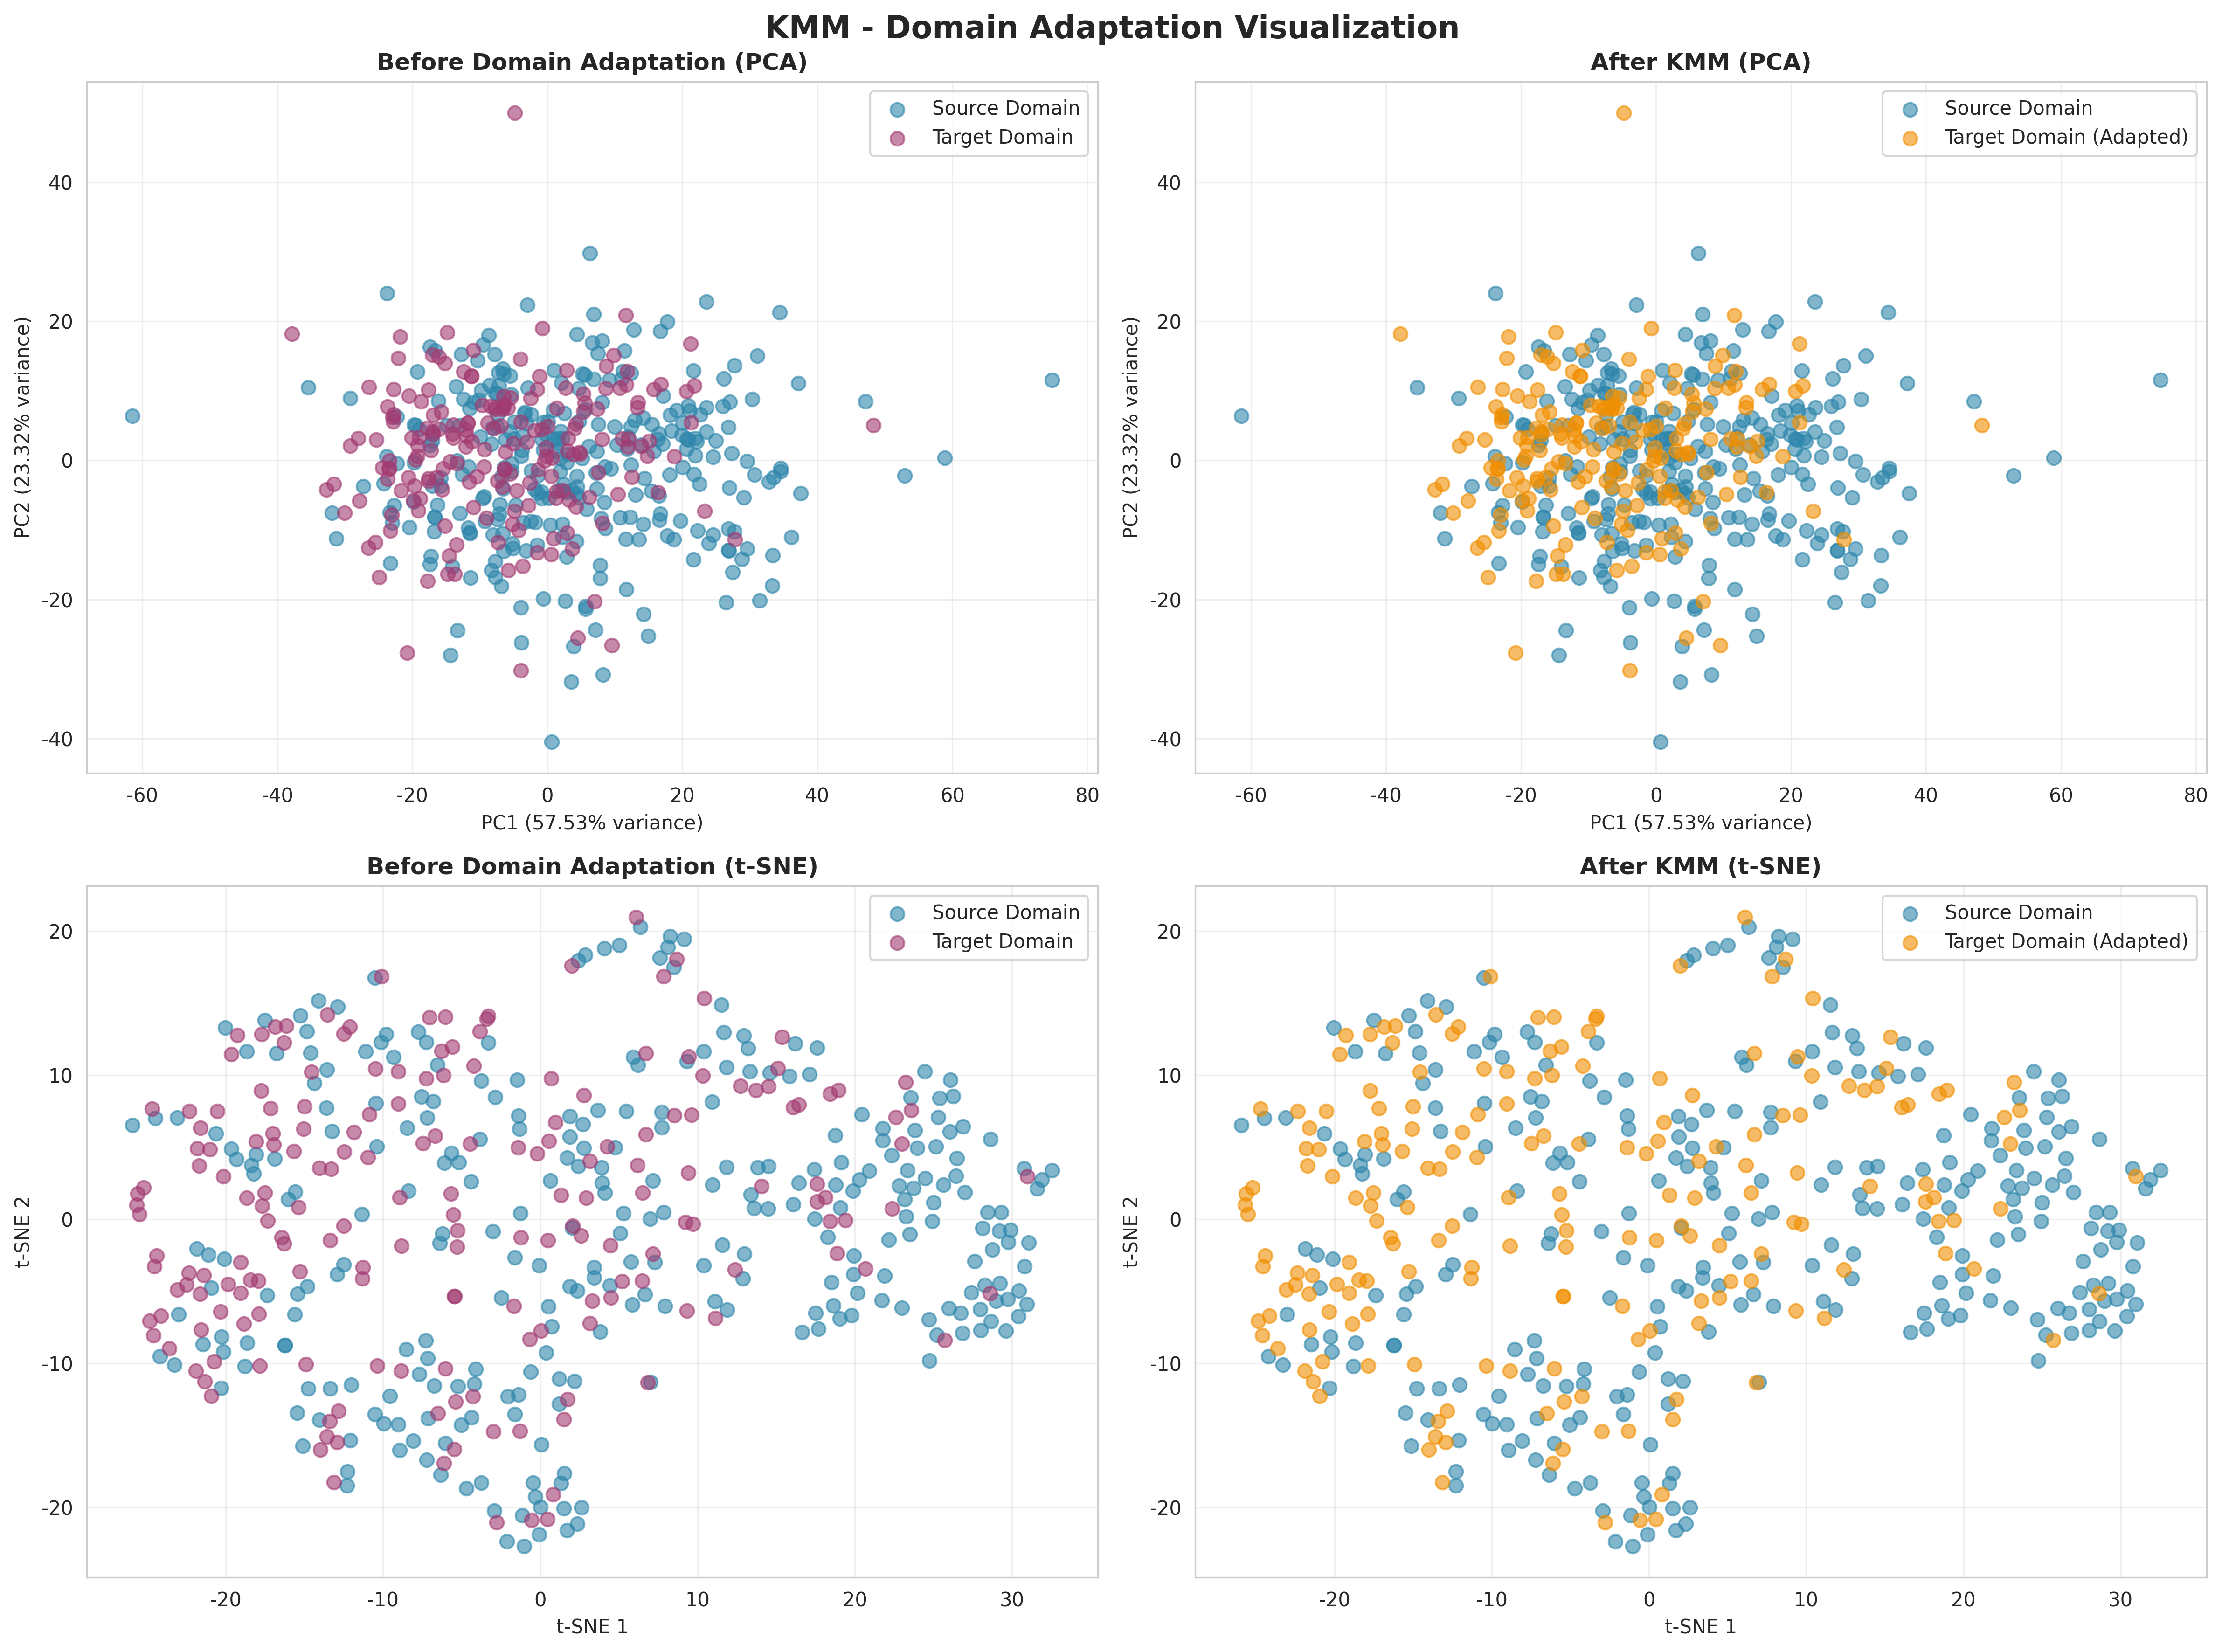 KMM - Domain Adaptation Visualization
Before Domain Adaptation (PCA)
Source Domain
Target Domain
40
20
0
-20
-40
PC2 (23.32% variance)
-60
-40
-20
0
20
40
60
80
PC1 (57.53% variance)
After KMM (PCA)
Source Domain
Target Domain (Adapted)
40
20
0
-20
-40
PC2 (23.32% variance)
-60
-40
-20
0
20
40
60
80
PC1 (57.53% variance)
Before Domain Adaptation (t-SNE)
Source Domain
Target Domain
20
10
0
-10
-20
t-SNE 2
-20
-10
0
10
20
30
t-SNE 1
After KMM (t-SNE)
Source Domain
Target Domain (Adapted)
20
10
0
-10
-20
t-SNE 2
-20
-10
0
10
20
30
t-SNE 1